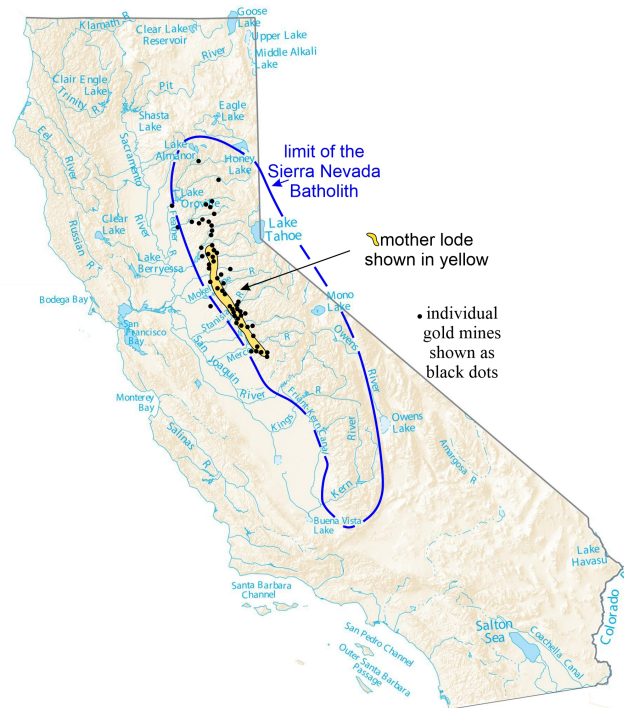 Goose
Lake
Klamath R
Clear Lake
Reservoir
Upper Lake
Middle Alkali
Lake
River
Pit
Clair Engle
Lake
Trinity R
Shasta
Lake
Eagle
Lake
Eel
River
Sacramento
River
Lake
Almanor
Honey
Lake
limit of the
Sierra Nevada
Batholith
Lake
Oroville
Feather R
Clear
Lake
Russian R
Lake
Tahoe
mother lode
shown in yellow
Lake
Berryessa
R
Mokel
R
Bodega Bay
San
Francisco
Bay
Stanis
R
Mono
Lake
individual
gold mines
shown as
black dots
Owens
River
Merc
R
San Joaquin
River
Monterey
Bay
Friant-Kern Canal
Kings
R
River
Owens
Lake
Salinas
R
Amargosa R
Kern
Buena Vista
Lake
Lake
Havasu
Colorado
Santa Barbara
Channel
Salton
Sea
Coachella Canal
San Pedro Channel
Outer Santa Barbara
Passage